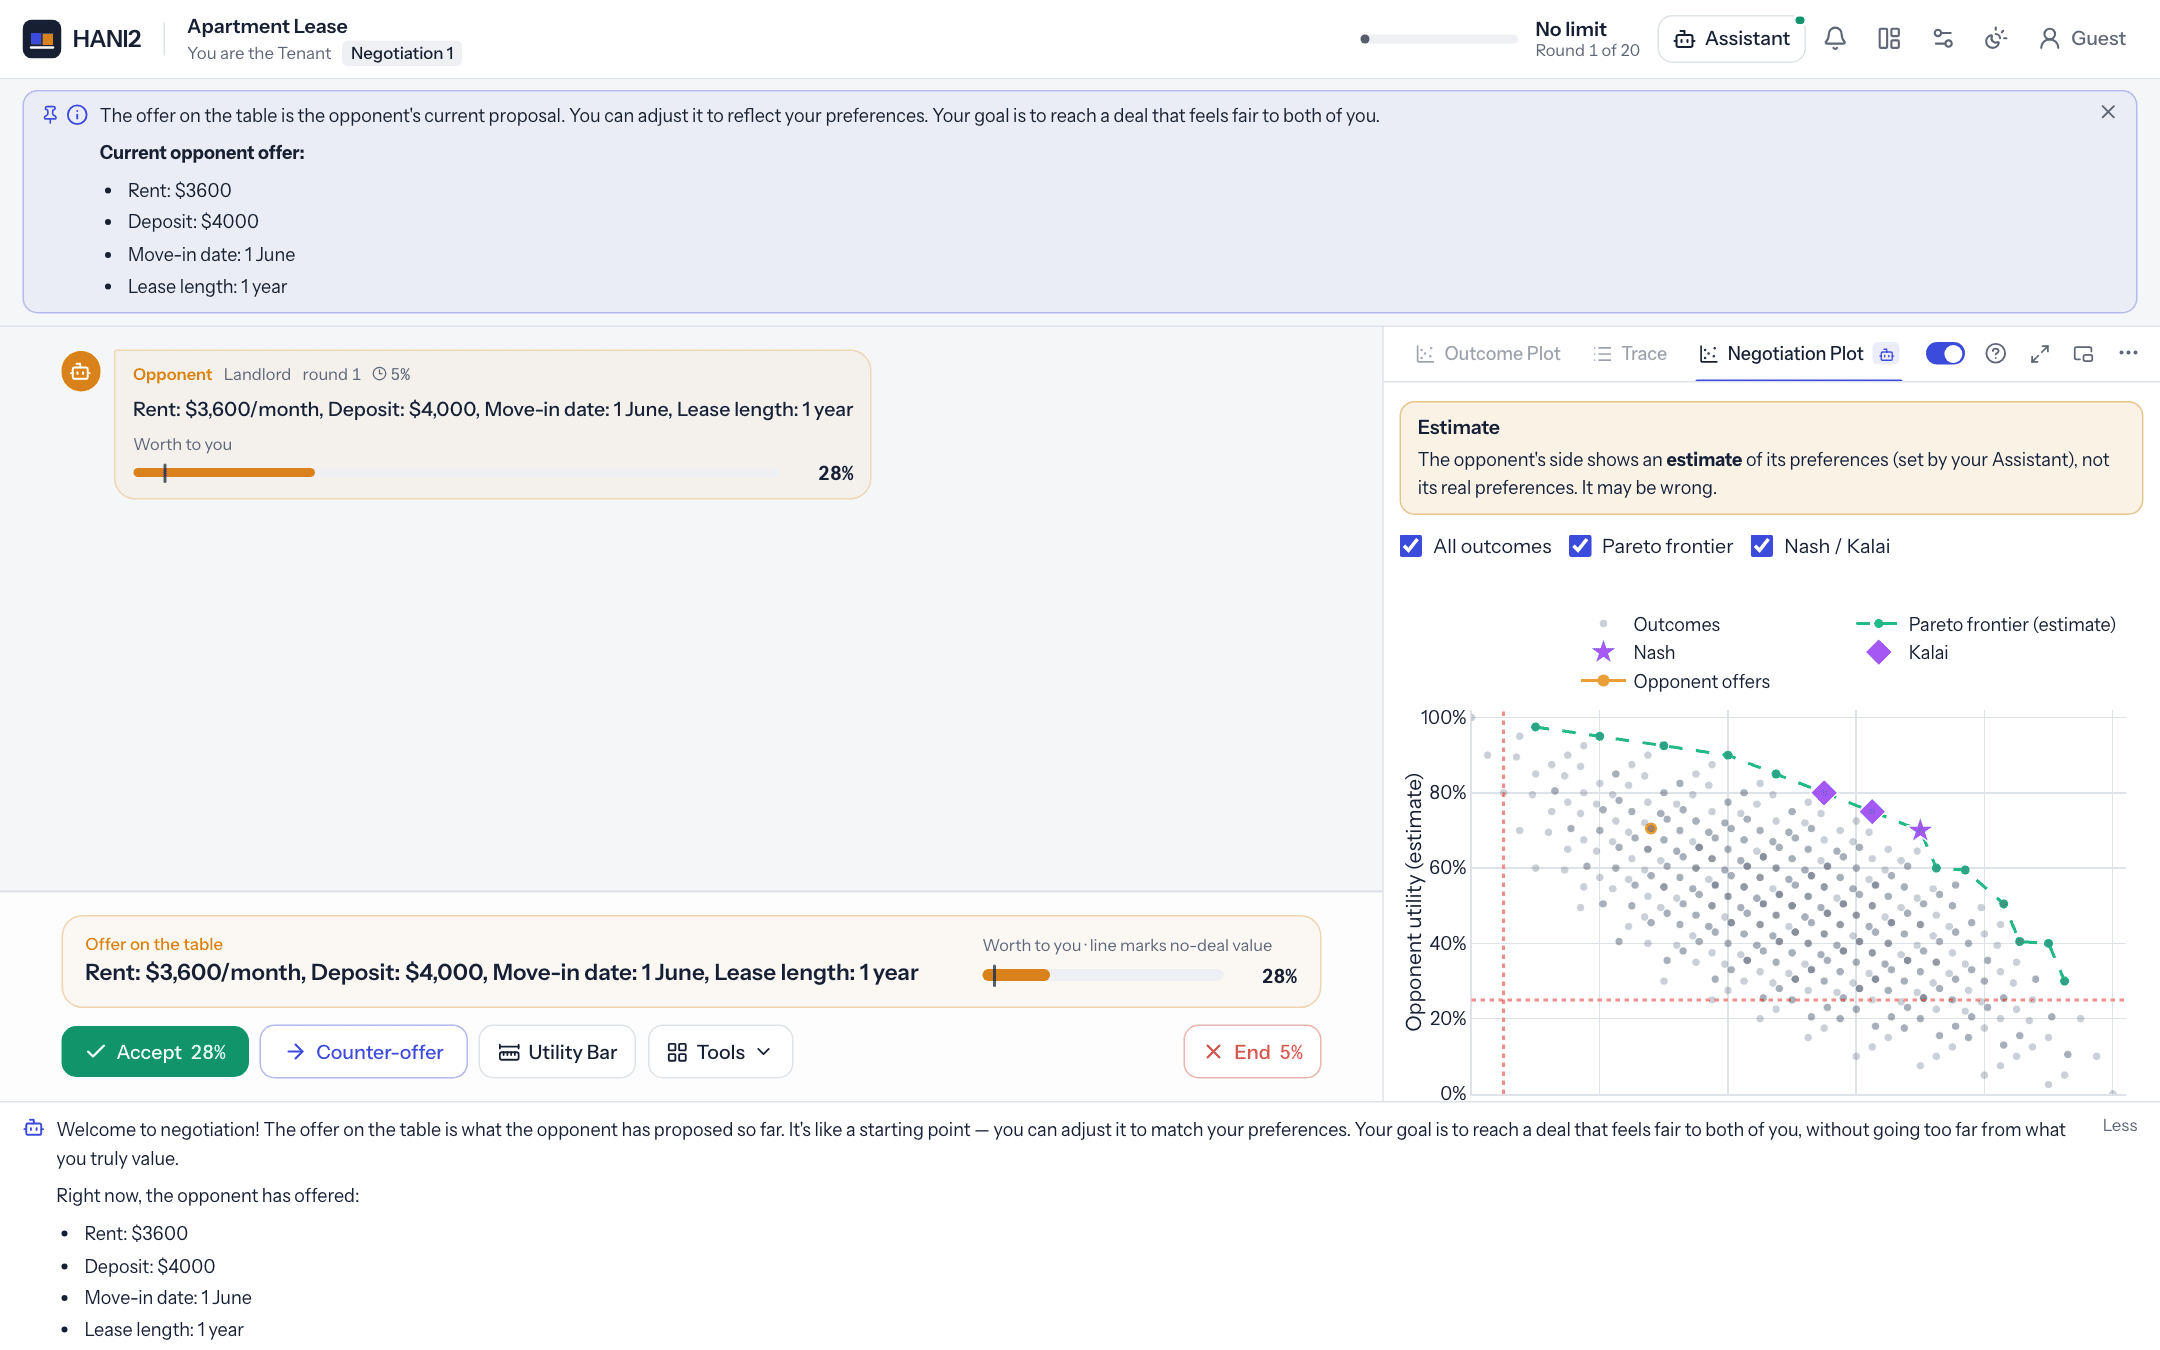 HANI2
Apartment Lease
You are the Tenant Negotiation 1
No limit
Round 1 of 20
Assistant
Guest
The offer on the table is the opponent's current proposal. You can adjust it to reflect your preferences. Your goal is to reach a deal that feels fair to both of you.
Current opponent offer:
• Rent: $3600
• Deposit: $4000
• Move-in date: 1 June
• Lease length: 1 year
Opponent Landlord round 1 5%
Rent: $3,600/month, Deposit: $4,000, Move-in date: 1 June, Lease length: 1 year
Worth to you
28%
Offer on the table
Rent: $3,600/month, Deposit: $4,000, Move-in date: 1 June, Lease length: 1 year
Worth to you · line marks no-deal value
28%
Accept 28%
Counter-offer
Utility Bar
Tools
End 5%
Outcome Plot
Trace
Negotiation Plot
Estimate
The opponent's side shows an estimate of its preferences (set by your Assistant), not
its real preferences. It may be wrong.
All outcomes
Pareto frontier
Nash / Kalai
Outcomes
Pareto frontier (estimate)
Nash
Kalai
Opponent offers
Opponent utility (estimate)
100%
80%
60%
40%
20%
0%
Welcome to negotiation! The offer on the table is what the opponent has proposed so far. It's like a starting point — you can adjust it to match your preferences. Your goal is to reach a deal that feels fair to both of you, without going too far from what
you truly value.
Less
Right now, the opponent has offered:
• Rent: $3600
• Deposit: $4000
• Move-in date: 1 June
• Lease length: 1 year